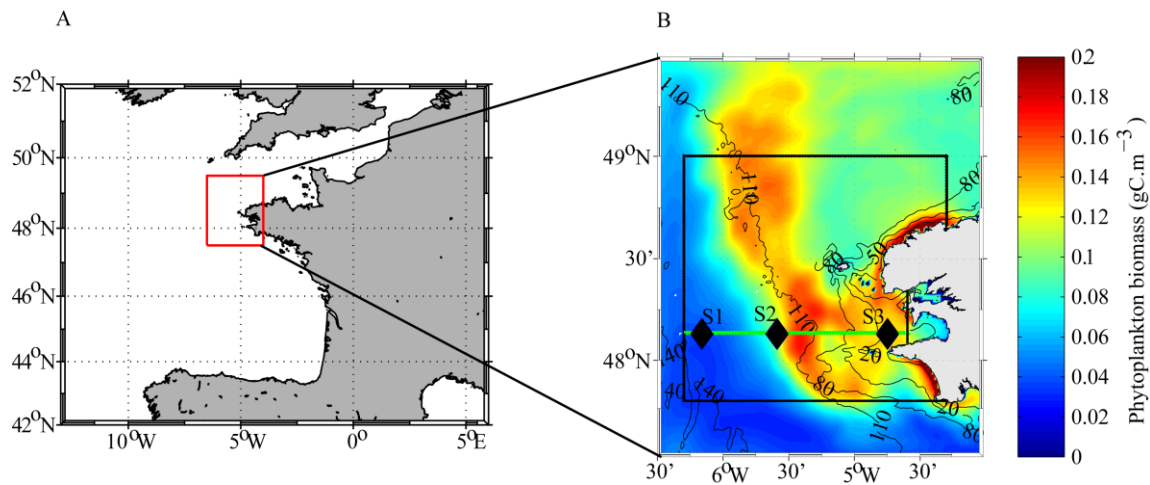 A
B
52°N
50°N
48°N
46°N
44°N
42°N
10°W
5°W
0°
5°E
49°N
30'
48°N
30'
6°W
30'
5°W
30'
110
80
110
80
50
S1
S2
110
S3
20
40
40
140
80
110
20
80
0.2
0.18
0.16
0.14
0.12
0.1
0.08
0.06
0.04
0.02
0
Phytoplankton biomass (gC.m⁻³)